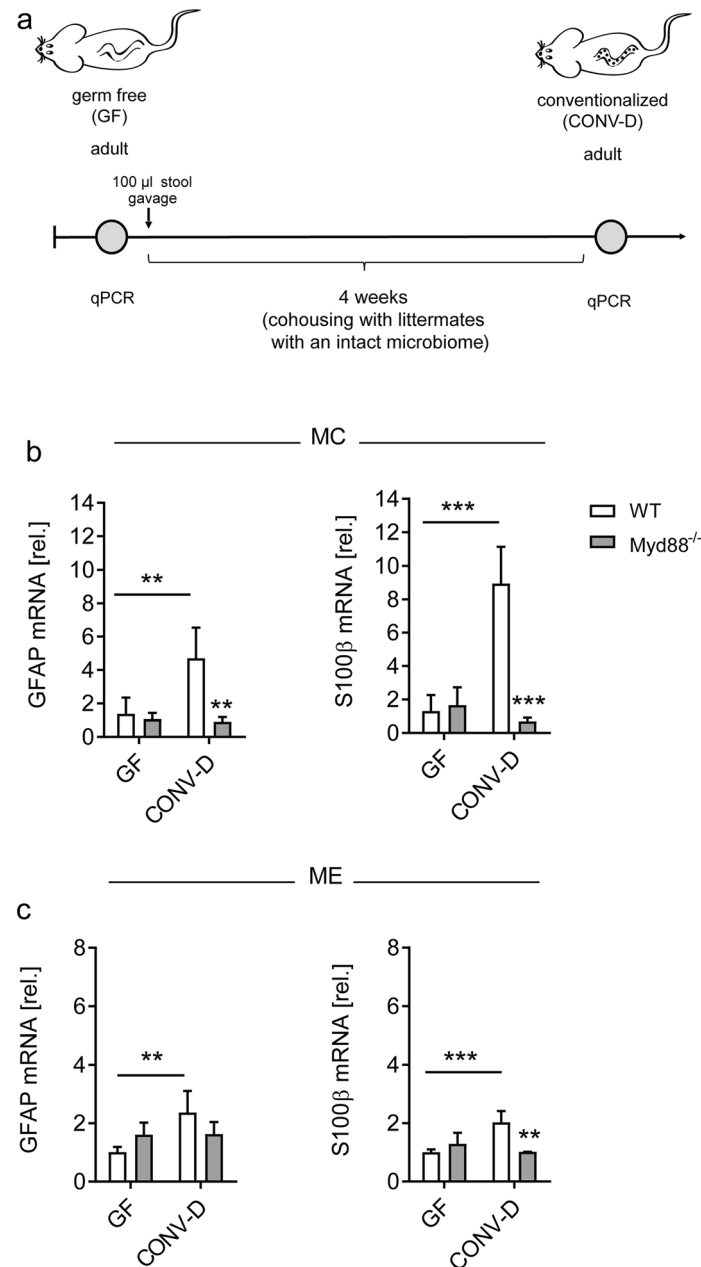 a
germ free
(GF)
adult
conventionalized
(CONV-D)
adult
100 µl stool
gavage
qPCR
4 weeks
(cohousing with littermates
with an intact microbiome)
qPCR
b
MC
GFAP mRNA [rel.]
14
12
10
8
6
4
2
0
**
**
GF
CONV-D
S100β mRNA [rel.]
14
12
10
8
6
4
2
0
***
***
GF
CONV-D
WT
Myd88-/-
ME
c
GFAP mRNA [rel.]
8
6
4
2
0
**
GF
CONV-D
S100β mRNA [rel.]
8
6
4
2
0
***
**
GF
CONV-D